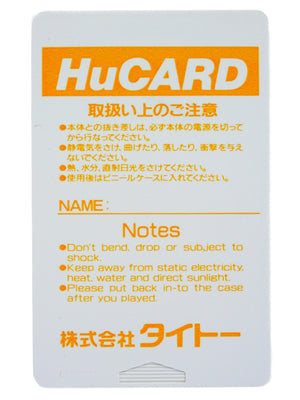 HuCARD
取扱い上のご注意
●本体との抜き差しは、必ず本体の電源を切って
から行なってください。
●静電気をさけ、曲げたり、落したり、衝撃を与え
ないでください。
●熱、水分、直射日光をさけてください。
●使用後はビニールケースに入れてください。
NAME:
Notes
●Don't bend, drop or subject to
shock.
●Keep away from static electricity,
heat, water and direct sunlight.
●Please put back in-to the case
after you played.
株式会社 タイトー